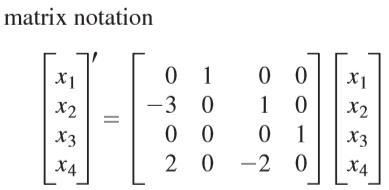 matrix notation
[x₁ x₂ x₃ x₄]′ = [0 1 0 0; −3 0 1 0; 0 0 0 1; 2 0 −2 0] [x₁ x₂ x₃ x₄]